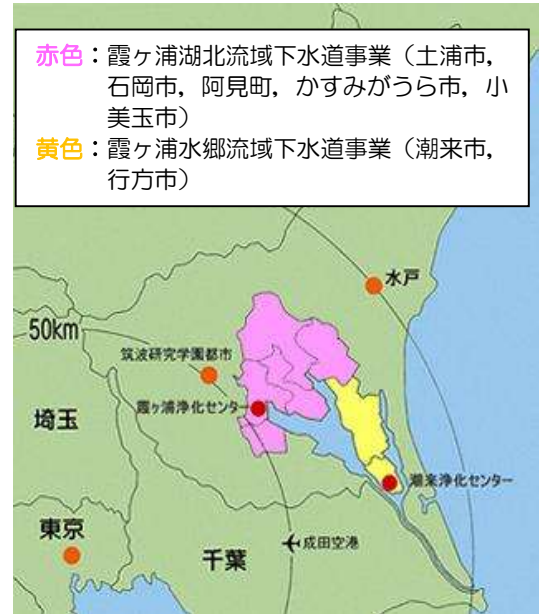 赤色：霞ヶ浦湖北流域下水道事業（土浦市，
石岡市，阿見町，かすみがうら市，小
美玉市）
黄色：霞ヶ浦水郷流域下水道事業（潮来市，
行方市）
水戸
50km
筑波研究学園都市
霞ヶ浦浄化センター
埼玉
潮来浄化センター
東京
成田空港
千葉